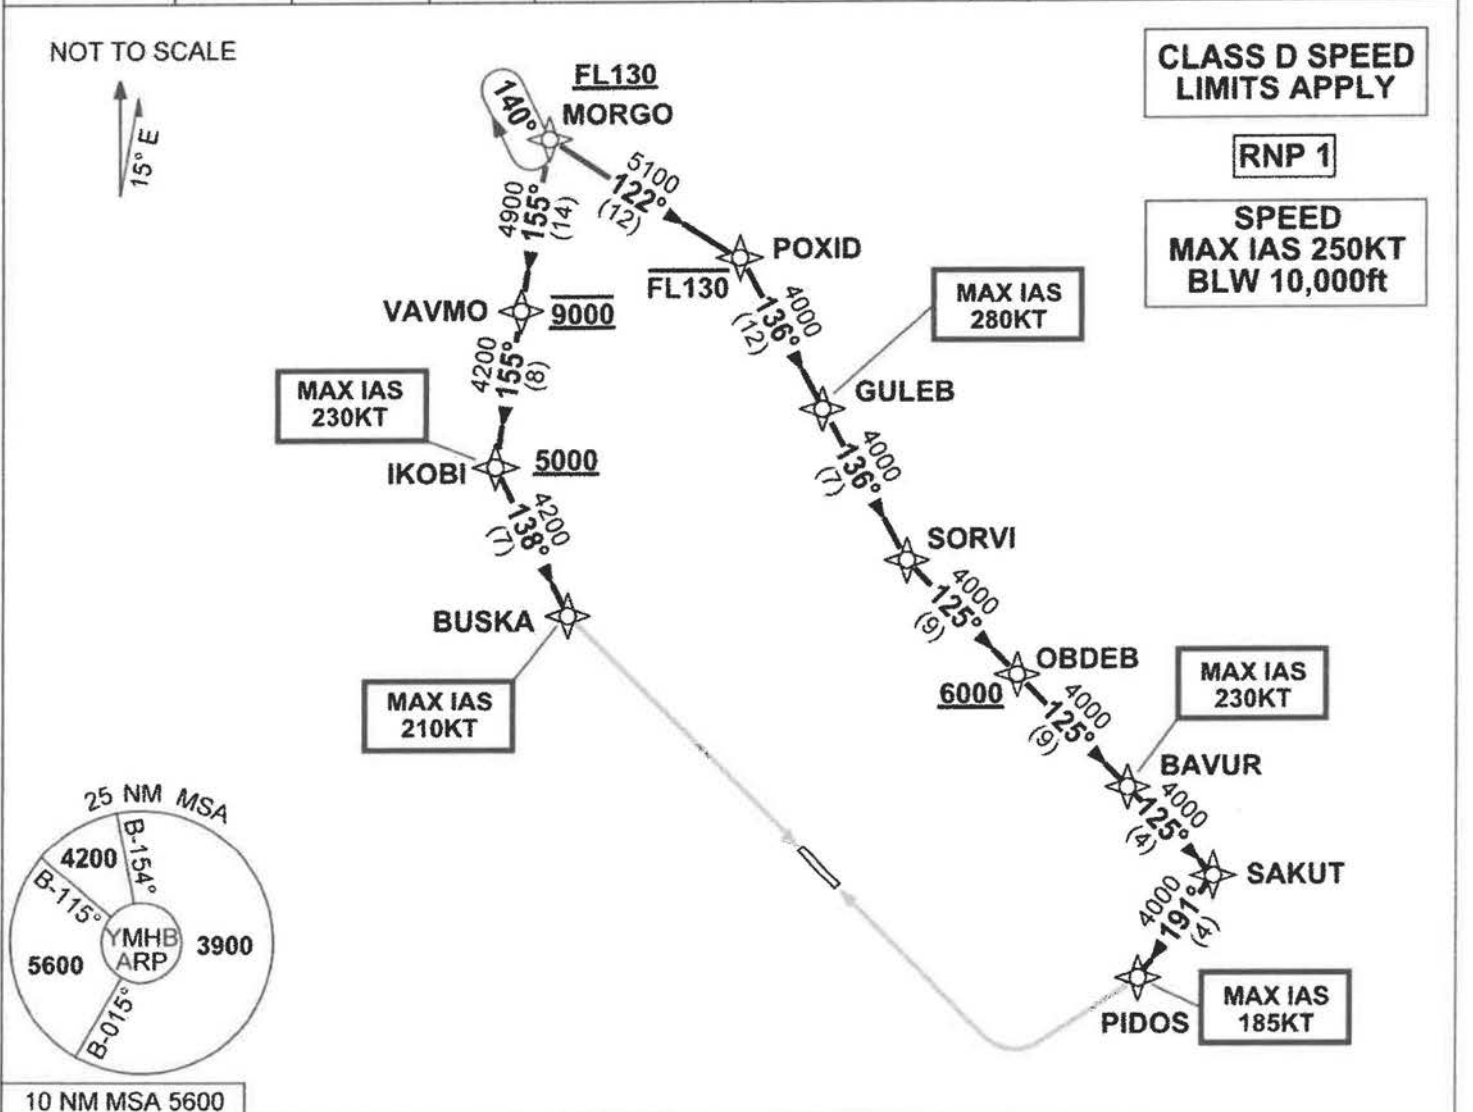 NOT TO SCALE
15° E
FL130
MORGO
140°
CLASS D SPEED
LIMITS APPLY
RNP 1
SPEED
MAX IAS 250KT
BLW 10,000ft
5100
122°
(12)
4900
155°
(14)
POXID
FL130
VAVMO
9000
4000
136°
(12)
MAX IAS
280KT
4200
155°
(8)
MAX IAS
230KT
GULEB
IKOBI
5000
4000
136°
(7)
4200
138°
(7)
SORVI
BUSKA
4000
125°
(9)
OBDEB
6000
MAX IAS
210KT
4000
125°
(9)
MAX IAS
230KT
BAVUR
4000
125°
(4)
SAKUT
4000
191°
(4)
PIDOS
MAX IAS
185KT
25 NM MSA
4200
B-154°
B-115°
YMHB
ARP
3900
5600
B-015°
10 NM MSA 5600